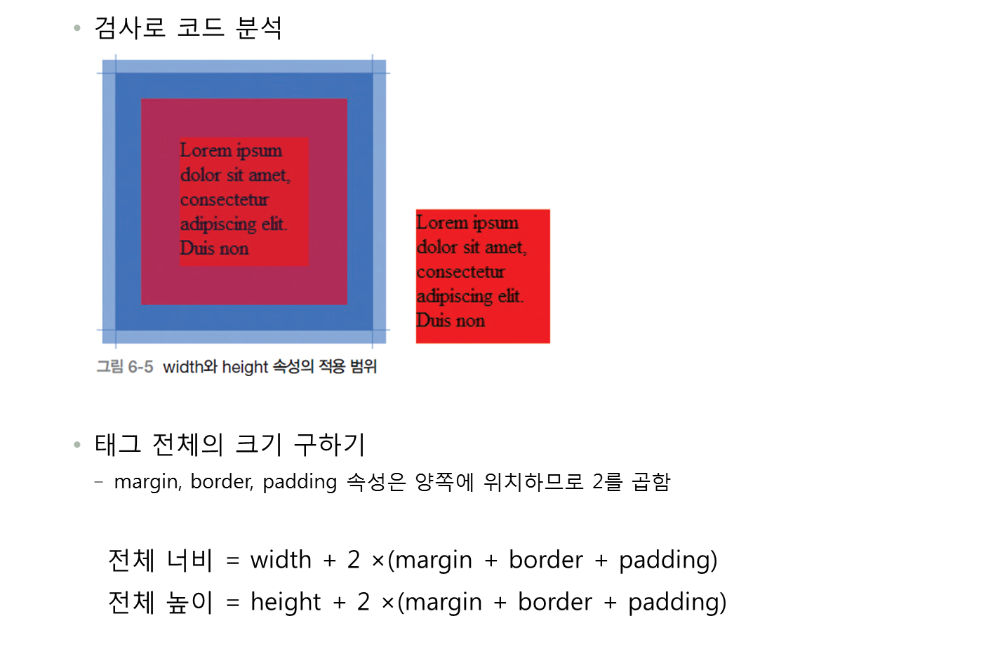 • 검사로 코드 분석
Lorem ipsum
dolor sit amet,
consectetur
adipiscing elit.
Duis non
Lorem ipsum
dolor sit amet,
consectetur
adipiscing elit.
Duis non
그림 6-5 width와 height 속성의 적용 범위
• 태그 전체의 크기 구하기
– margin, border, padding 속성은 양쪽에 위치하므로 2를 곱함
전체 너비 = width + 2 ×(margin + border + padding)
전체 높이 = height + 2 ×(margin + border + padding)